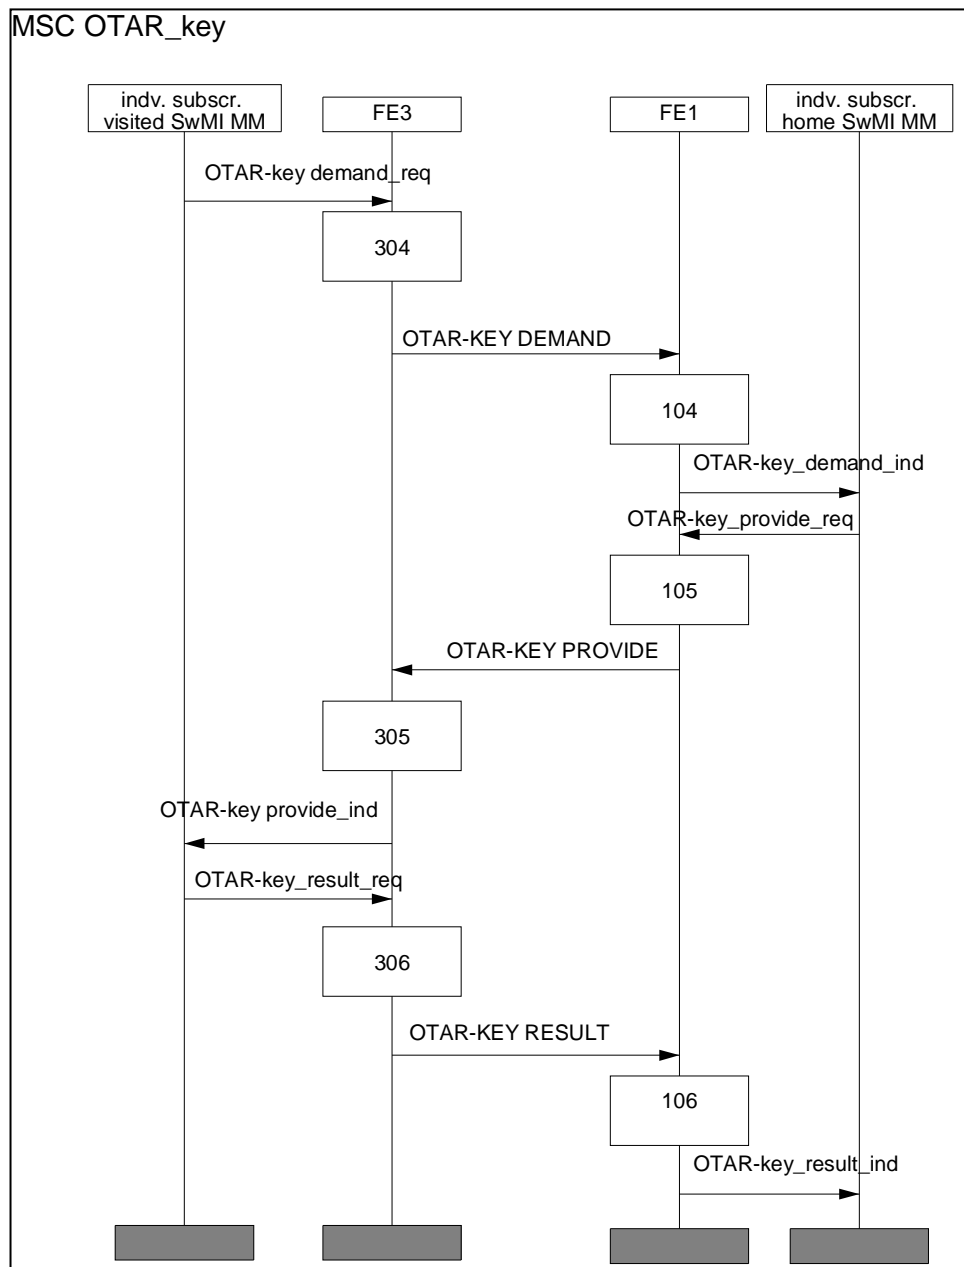 MSC OTAR_key
indv. subscr.
visited SwMI MM
FE3
FE1
indv. subscr.
home SwMI MM
OTAR-key demand_req
304
OTAR-KEY DEMAND
104
OTAR-key_demand_ind
OTAR-key_provide_req
105
OTAR-KEY PROVIDE
305
OTAR-key provide_ind
OTAR-key_result_req
306
OTAR-KEY RESULT
106
OTAR-key_result_ind